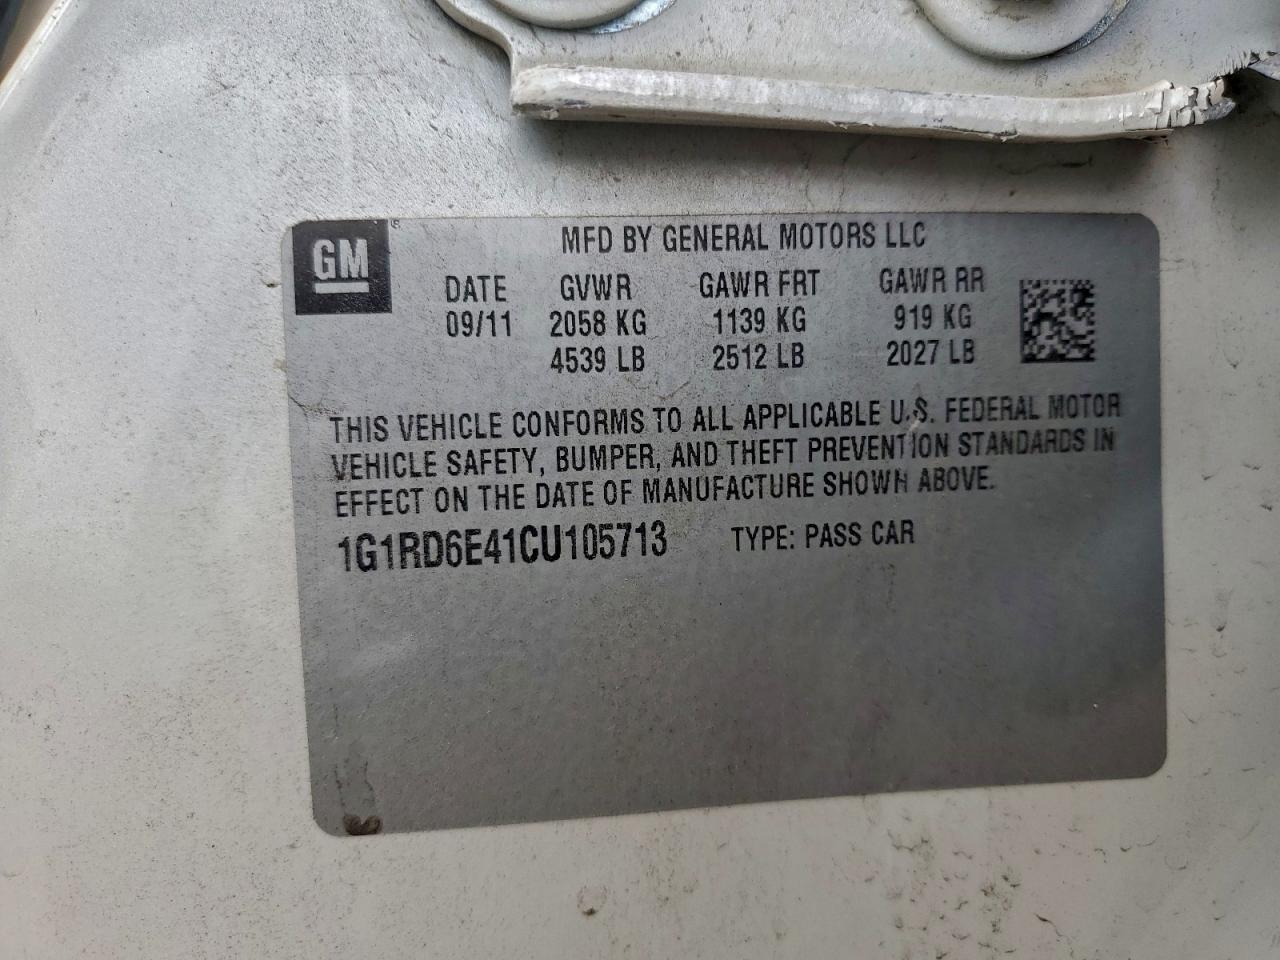 GM
MFD BY GENERAL MOTORS LLC
DATE GVWR GAWR FRT GAWR RR
09/11 2058 KG 1139 KG 919 KG
4539 LB 2512 LB 2027 LB
THIS VEHICLE CONFORMS TO ALL APPLICABLE U.S. FEDERAL MOTOR
VEHICLE SAFETY, BUMPER, AND THEFT PREVENTION STANDARDS IN
EFFECT ON THE DATE OF MANUFACTURE SHOWN ABOVE.
1G1RD6E41CU105713 TYPE: PASS CAR